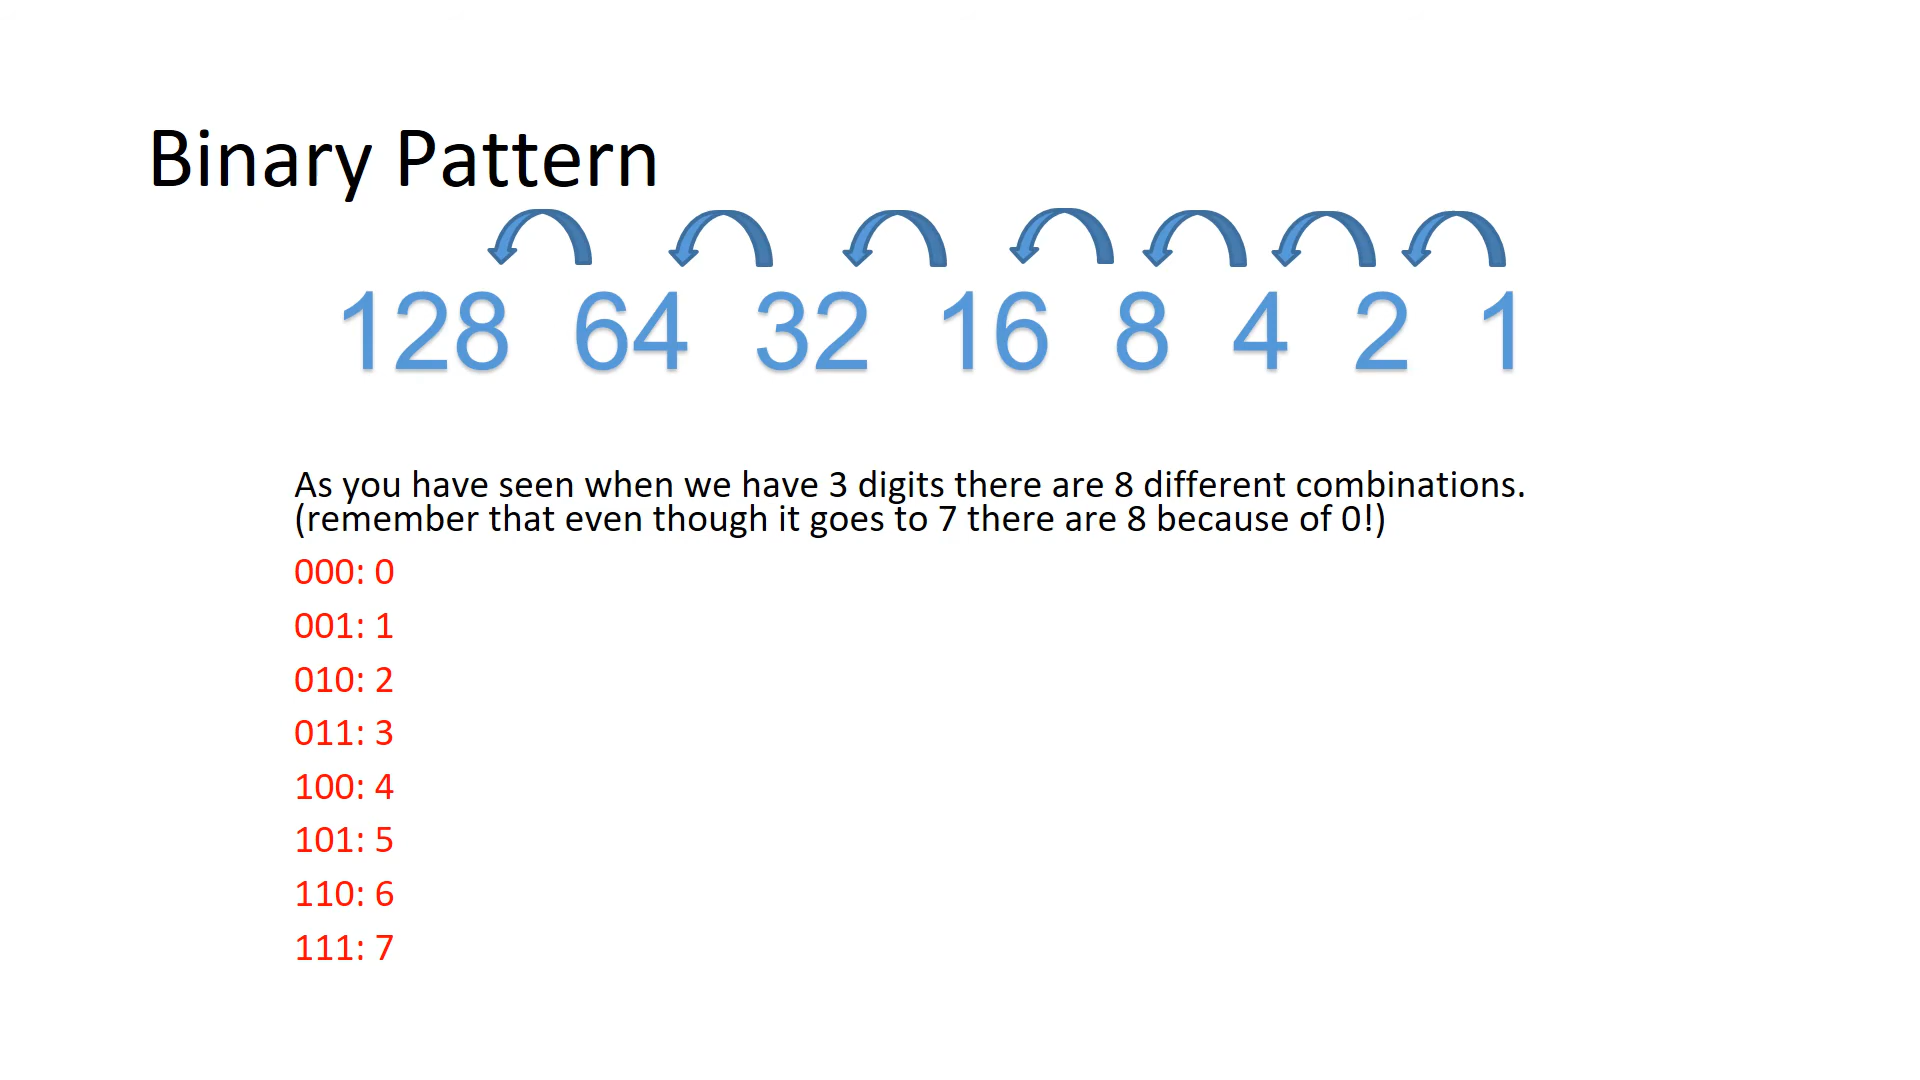 Binary Pattern
128 64 32 16 8 4 2 1
As you have seen when we have 3 digits there are 8 different combinations.
(remember that even though it goes to 7 there are 8 because of 0!)
000: 0
001: 1
010: 2
011: 3
100: 4
101: 5
110: 6
111: 7